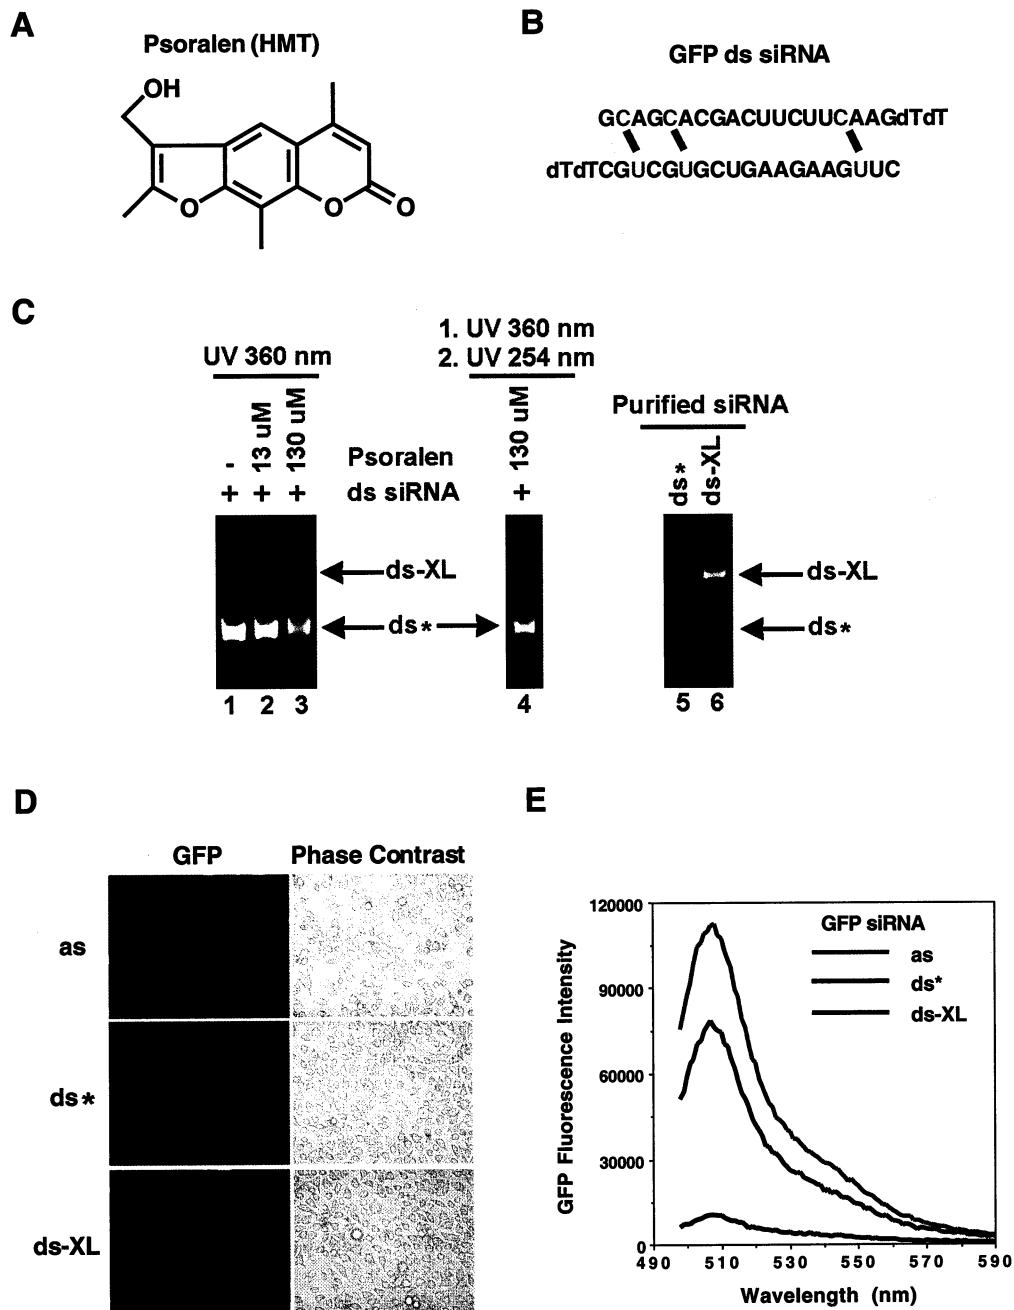 A
Psoralen (HMT)
OH
O
O
O
B
GFP ds siRNA
GCAGCACGACUUCUUCAAGdTdT
dTdTCGUCGUGCUGAAGAAGUUC
C
UV 360 nm
1. UV 360 nm
2. UV 254 nm
Purified siRNA
- 13 uM 130 uM Psoralen 130 uM
+ + + ds siRNA +
ds* ds-XL
ds-XL
ds*
ds-XL
ds*
1 2 3 4 5 6
D
GFP Phase Contrast
as
ds*
ds-XL
E
GFP siRNA
as
ds*
ds-XL
GFP Fluorescence Intensity
120000
90000
60000
30000
0
490 510 530 550 570 590
Wavelength (nm)